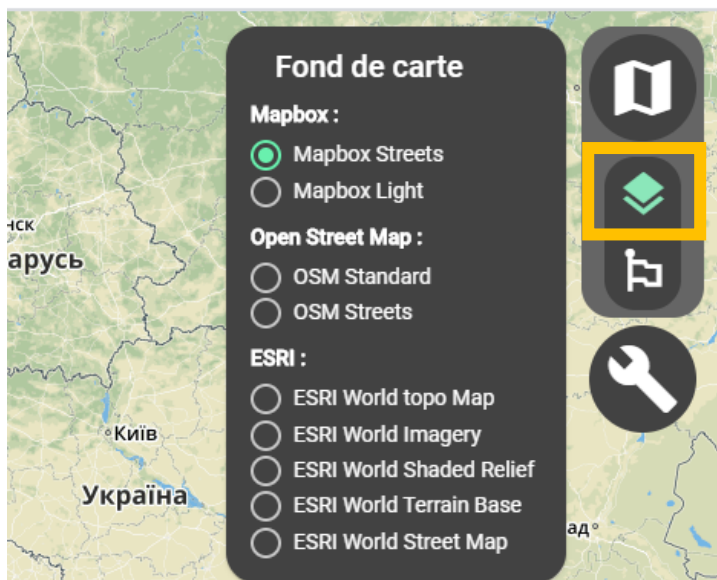 Fond de carte
Mapbox :
Mapbox Streets
Mapbox Light
Open Street Map :
OSM Standard
OSM Streets
ESRI :
ESRI World topo Map
ESRI World Imagery
ESRI World Shaded Relief
ESRI World Terrain Base
ESRI World Street Map
нск
арусь
Київ
Україна
ад